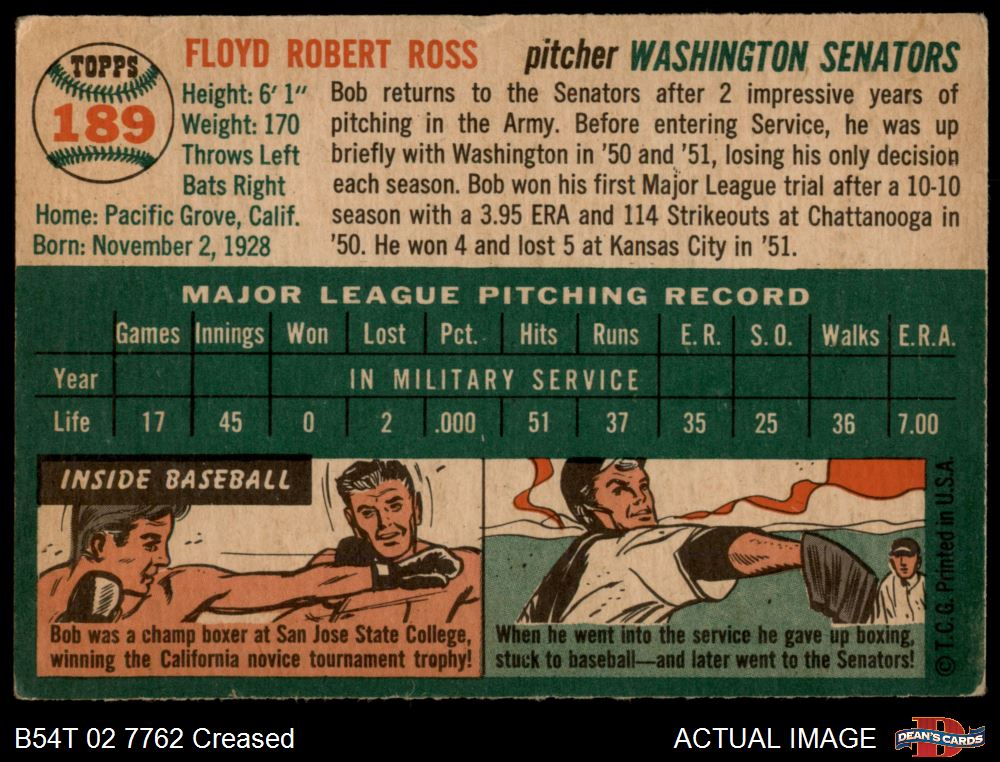 TOPPS
189
FLOYD ROBERT ROSS pitcher WASHINGTON SENATORS
Height: 6' 1"
Weight: 170
Throws Left
Bats Right
Home: Pacific Grove, Calif.
Born: November 2, 1928
Bob returns to the Senators after 2 impressive years of
pitching in the Army. Before entering Service, he was up
briefly with Washington in '50 and '51, losing his only decision
each season. Bob won his first Major League trial after a 10-10
season with a 3.95 ERA and 114 Strikeouts at Chattanooga in
'50. He won 4 and lost 5 at Kansas City in '51.
MAJOR LEAGUE PITCHING RECORD
Games Innings Won Lost Pct. Hits Runs E. R. S. O. Walks E.R.A.
Year IN MILITARY SERVICE
Life 17 45 0 2 .000 51 37 35 25 36 7.00
INSIDE BASEBALL
Bob was a champ boxer at San Jose State College,
winning the California novice tournament trophy!
When he went into the service he gave up boxing,
stuck to baseball—and later went to the Senators!
© T. C. G. Printed in U.S.A.
B54T 02 7762 Creased
ACTUAL IMAGE
D
DEAN'S CARDS